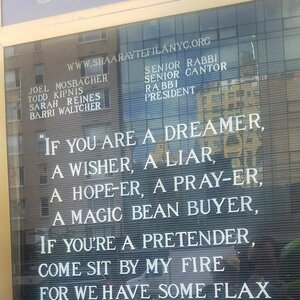 WWW.SHAARAYTEFILANYC.ORG
JOEL MOSBACHER SENIOR RABBI
TODD KIPNIS SENIOR CANTOR
SARAH REINES RABBI
BARRI WALTCHER PRESIDENT
"IF YOU ARE A DREAMER,
A WISHER, A LIAR,
A HOPE-ER, A PRAY-ER,
A MAGIC BEAN BUYER,
IF YOU'RE A PRETENDER,
COME SIT BY MY FIRE
FOR WE HAVE SOME FLAX